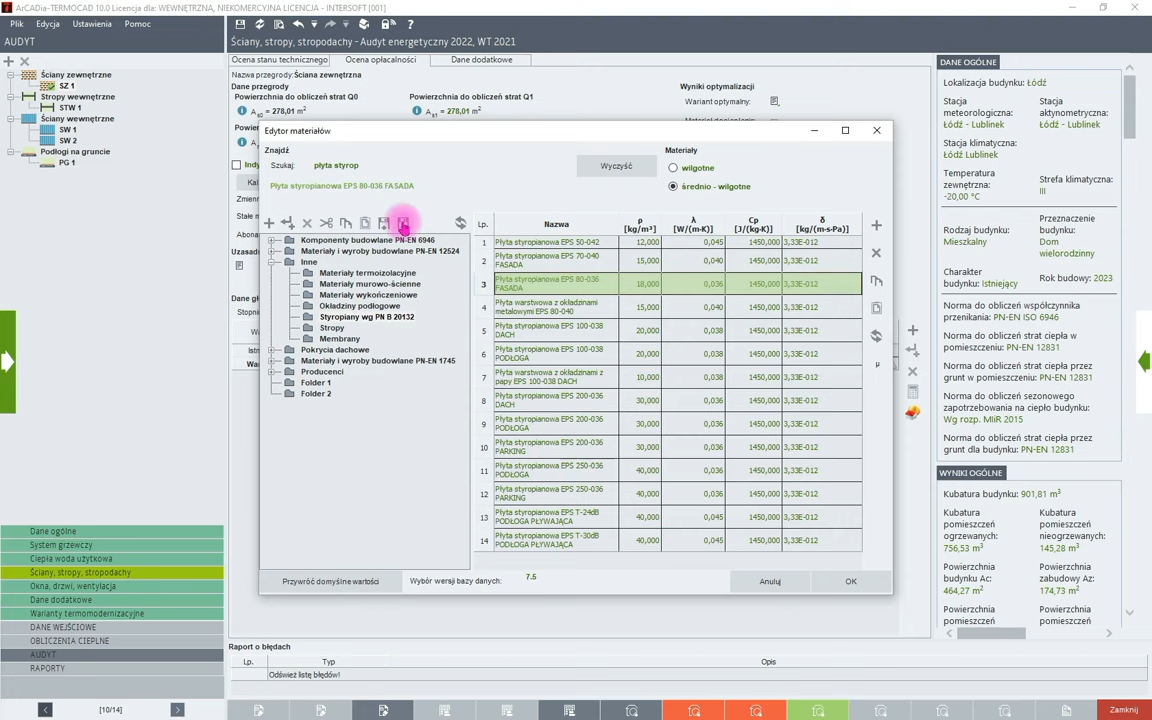 ArCADia-TERMOCAD 10.0 Licencja dla: WEWNĘTRZNA, NIEKOMERCYJNA LICENCJA - INTERSOFT [001]
Plik Edycja Ustawienia Pomoc
AUDYT
Ściany, stropy, stropodachy - Audyt energetyczny 2022, WT 2021
Ściany zewnętrzne
SZ 1
Stropy wewnętrzne
STW 1
Ściany wewnętrzne
SW 1
SW 2
Podłogi na gruncie
PG 1
Dane ogólne
System grzewczy
Ciepła woda użytkowa
Ściany, stropy, stropodachy
Okna, drzwi, wentylacja
Dane dodatkowe
Warianty termomodernizacyjne
DANE WEJŚCIOWE
OBLICZENIA CIEPLNE
AUDYT
RAPORTY
[10/14]
Ocena stanu technicznego Ocena opłacalności Dane dodatkowe
Nazwa przegrody: Ściana zewnętrzna
Dane przegrody
Wyniki optymalizacji
Powierzchnia do obliczeń strat Q0 Powierzchnia do obliczeń strat Q1
Wariant optymalny:
A s0 = 278,01 m² A s1 = 278,01 m²
Edytor materiałów
Znajdź
Szukaj: płyta styrop
Wyczyść
Płyta styropianowa EPS 80-036 FASADA
Materiały
wilgotne
średnio - wilgotne
Komponenty budowlane PN-EN 6946
Materiały i wyroby budowlane PN-EN 12524
Inne
Materiały termoizolacyjne
Materiały murowo-ścienne
Materiały wykończeniowe
Okładziny podłogowe
Styropiany wg PN B 20132
Stropy
Membrany
Pokrycia dachowe
Materiały i wyroby budowlane PN-EN 1745
Producenci
Folder 1
Folder 2
Lp. Nazwa ρ [kg/m³] λ [W/(m·K)] Cp [J/(kg·K)] δ [kg/(m·s·Pa)]
1 Płyta styropianowa EPS 50-042 12,000 0,045 1450,000 3,33E-012
2 Płyta styropianowa EPS 70-040 FASADA 15,000 0,040 1450,000 3,33E-012
3 Płyta styropianowa EPS 80-036 FASADA 18,000 0,036 1450,000 3,33E-012
4 Płyta warstwowa z okładzinami metalowymi EPS 80-040 15,000 0,040 1450,000 3,33E-012
5 Płyta styropianowa EPS 100-038 DACH 20,000 0,038 1450,000 3,33E-012
6 Płyta styropianowa EPS 100-038 PODŁOGA 20,000 0,038 1450,000 3,33E-012
7 Płyta warstwowa z okładzinami z papy EPS 100-038 DACH 10,000 0,038 1450,000 3,33E-012
8 Płyta styropianowa EPS 200-036 DACH 30,000 0,036 1450,000 3,33E-012
9 Płyta styropianowa EPS 200-036 PODŁOGA 30,000 0,036 1450,000 3,33E-012
10 Płyta styropianowa EPS 200-036 PARKING 30,000 0,036 1450,000 3,33E-012
11 Płyta styropianowa EPS 250-036 PODŁOGA 40,000 0,036 1450,000 3,33E-012
12 Płyta styropianowa EPS 250-036 PARKING 40,000 0,036 1450,000 3,33E-012
13 Płyta styropianowa EPS T-24dB PODŁOGA PŁYWAJĄCA 40,000 0,045 1450,000 3,33E-012
14 Płyta styropianowa EPS T-30dB PODŁOGA PŁYWAJĄCA 40,000 0,045 1450,000 3,33E-012
μ
Przywróć domyślne wartości Wybór wersji bazy danych: 7.5 Anuluj OK
Raport o błędach
Lp. Typ Opis
Odśwież listę błędów!
DANE OGÓLNE
Lokalizacja budynku: Łódź
Stacja meteorologiczna: Łódź - Lublinek
Stacja aktynometryczna: Łódź - Lublinek
Stacja klimatyczna: Łódź Lublinek
Temperatura zewnętrzna: -20,00 °C
Strefa klimatyczna: III
Rodzaj budynku: Mieszkalny
Przeznaczenie budynku: Dom wielorodzinny
Charakter budynku: Istniejący
Rok budowy: 2023
Norma do obliczeń współczynnika przenikania: PN-EN ISO 6946
Norma do obliczeń strat ciepła w pomieszczeniu: PN-EN 12831
Norma do obliczeń strat ciepła przez grunt w pomieszczeniu: PN-EN 12831
Norma do obliczeń sezonowego zapotrzebowania na ciepło budynku: Wg rozp. MIiR 2015
Norma do obliczeń strat ciepła przez grunt dla budynku: PN-EN 12831
WYNIKI OGÓLNE
Kubatura budynku: 901,81 m³
Kubatura pomieszczeń ogrzewanych: 756,53 m³
Kubatura pomieszczeń nieogrzewanych: 145,28 m³
Powierzchnia budynku Ac: 464,27 m²
Powierzchnia zabudowy Az: 174,73 m²
Powierzchnia pomieszczeń
Powierzchnia pomieszczeń
Zamknij